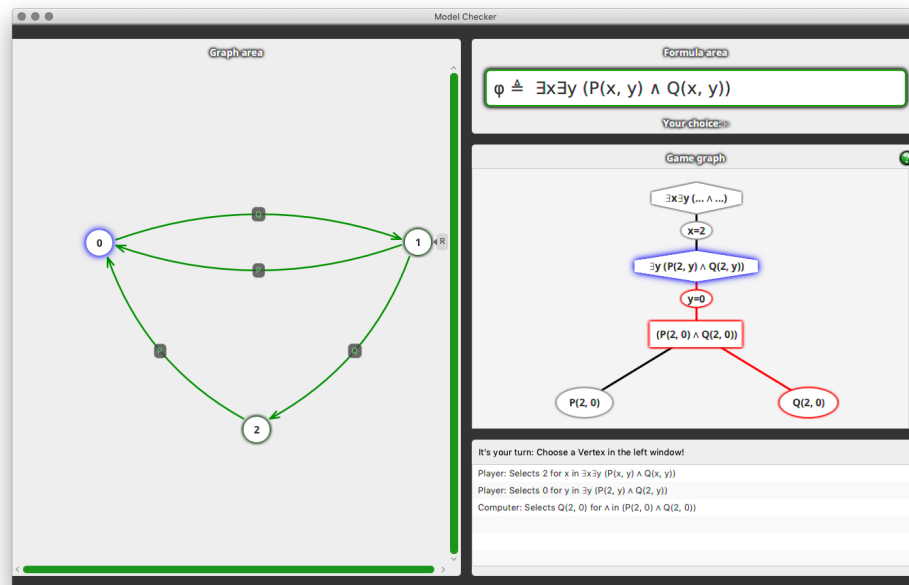 Model Checker
Graph area
0
1
R
Q
P
P
Q
2
Formula area
φ ≜ ∃x∃y (P(x, y) ∧ Q(x, y))
Your choice: ∃
Game graph
?
∃x∃y (... ∧ ...)
x=2
∃y (P(2, y) ∧ Q(2, y))
y=0
(P(2, 0) ∧ Q(2, 0))
P(2, 0)
Q(2, 0)
It's your turn: Choose a Vertex in the left window!
Player: Selects 2 for x in ∃x∃y (P(x, y) ∧ Q(x, y))
Player: Selects 0 for y in ∃y (P(2, y) ∧ Q(2, y))
Computer: Selects Q(2, 0) for ∧ in (P(2, 0) ∧ Q(2, 0))